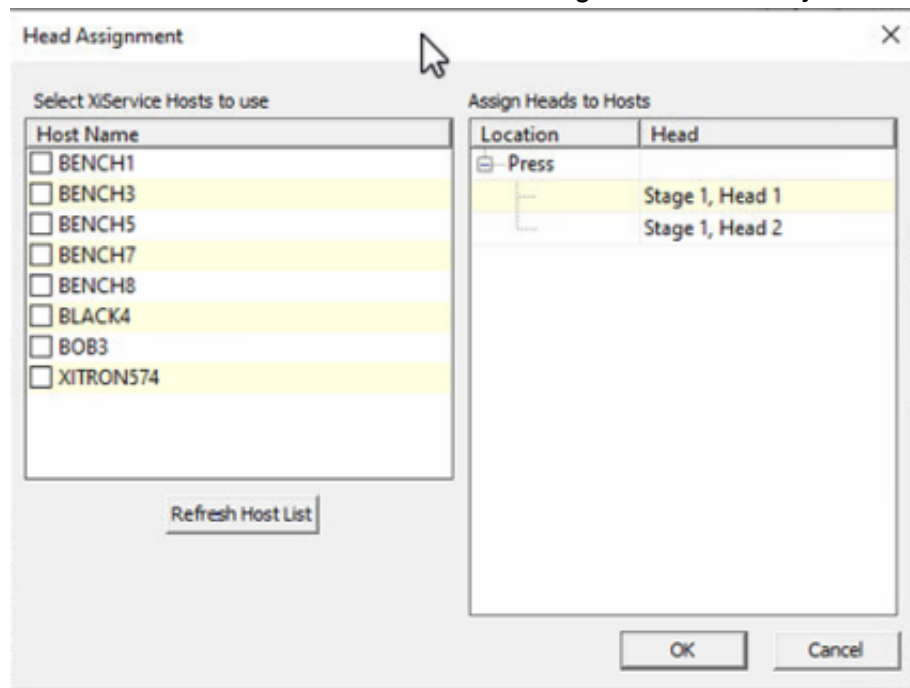 Head Assignment
Select XiService Hosts to use
Host Name
BENCH1
BENCH3
BENCH5
BENCH7
BENCH8
BLACK4
BOB3
XITRON574
Refresh Host List
Assign Heads to Hosts
Location Head
Press
Stage 1, Head 1
Stage 1, Head 2
OK Cancel